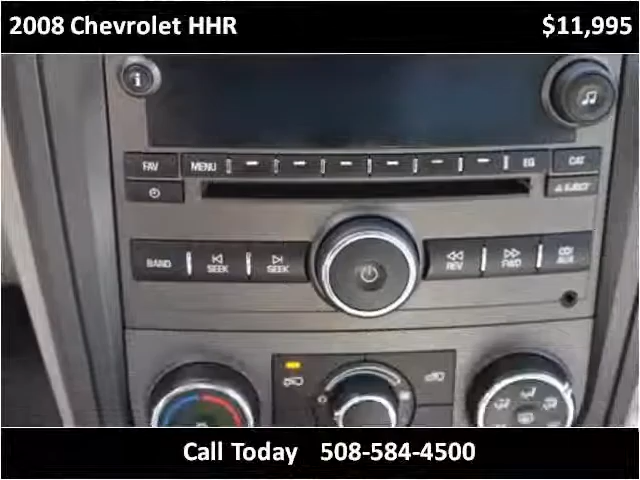 2008 Chevrolet HHR $11,995
i
FAV MENU EQ CAT
EJECT
BAND SEEK SEEK REV FWD CD/AUX
Call Today 508-584-4500